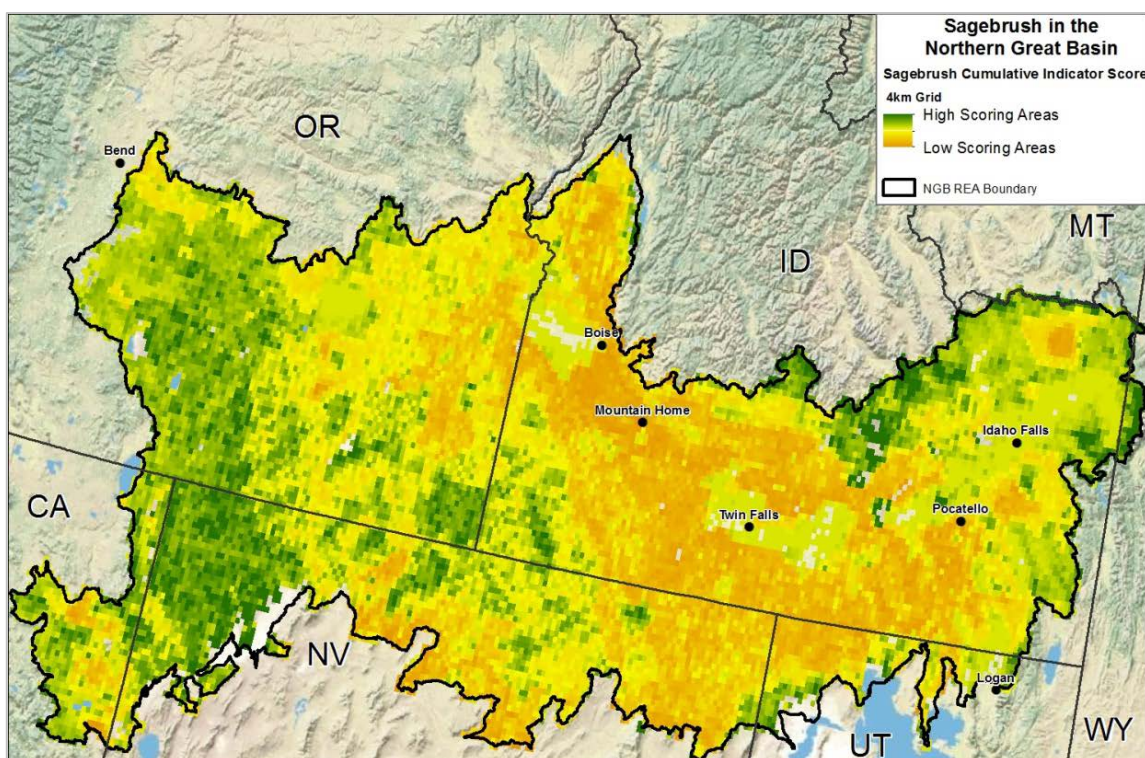 Sagebrush in the
Northern Great Basin
Sagebrush Cumulative Indicator Score
4km Grid
High Scoring Areas
Low Scoring Areas
NGB REA Boundary
OR
Bend
MT
ID
Boise
Mountain Home
Idaho Falls
CA
Twin Falls
Pocatello
NV
Logan
WY
UT